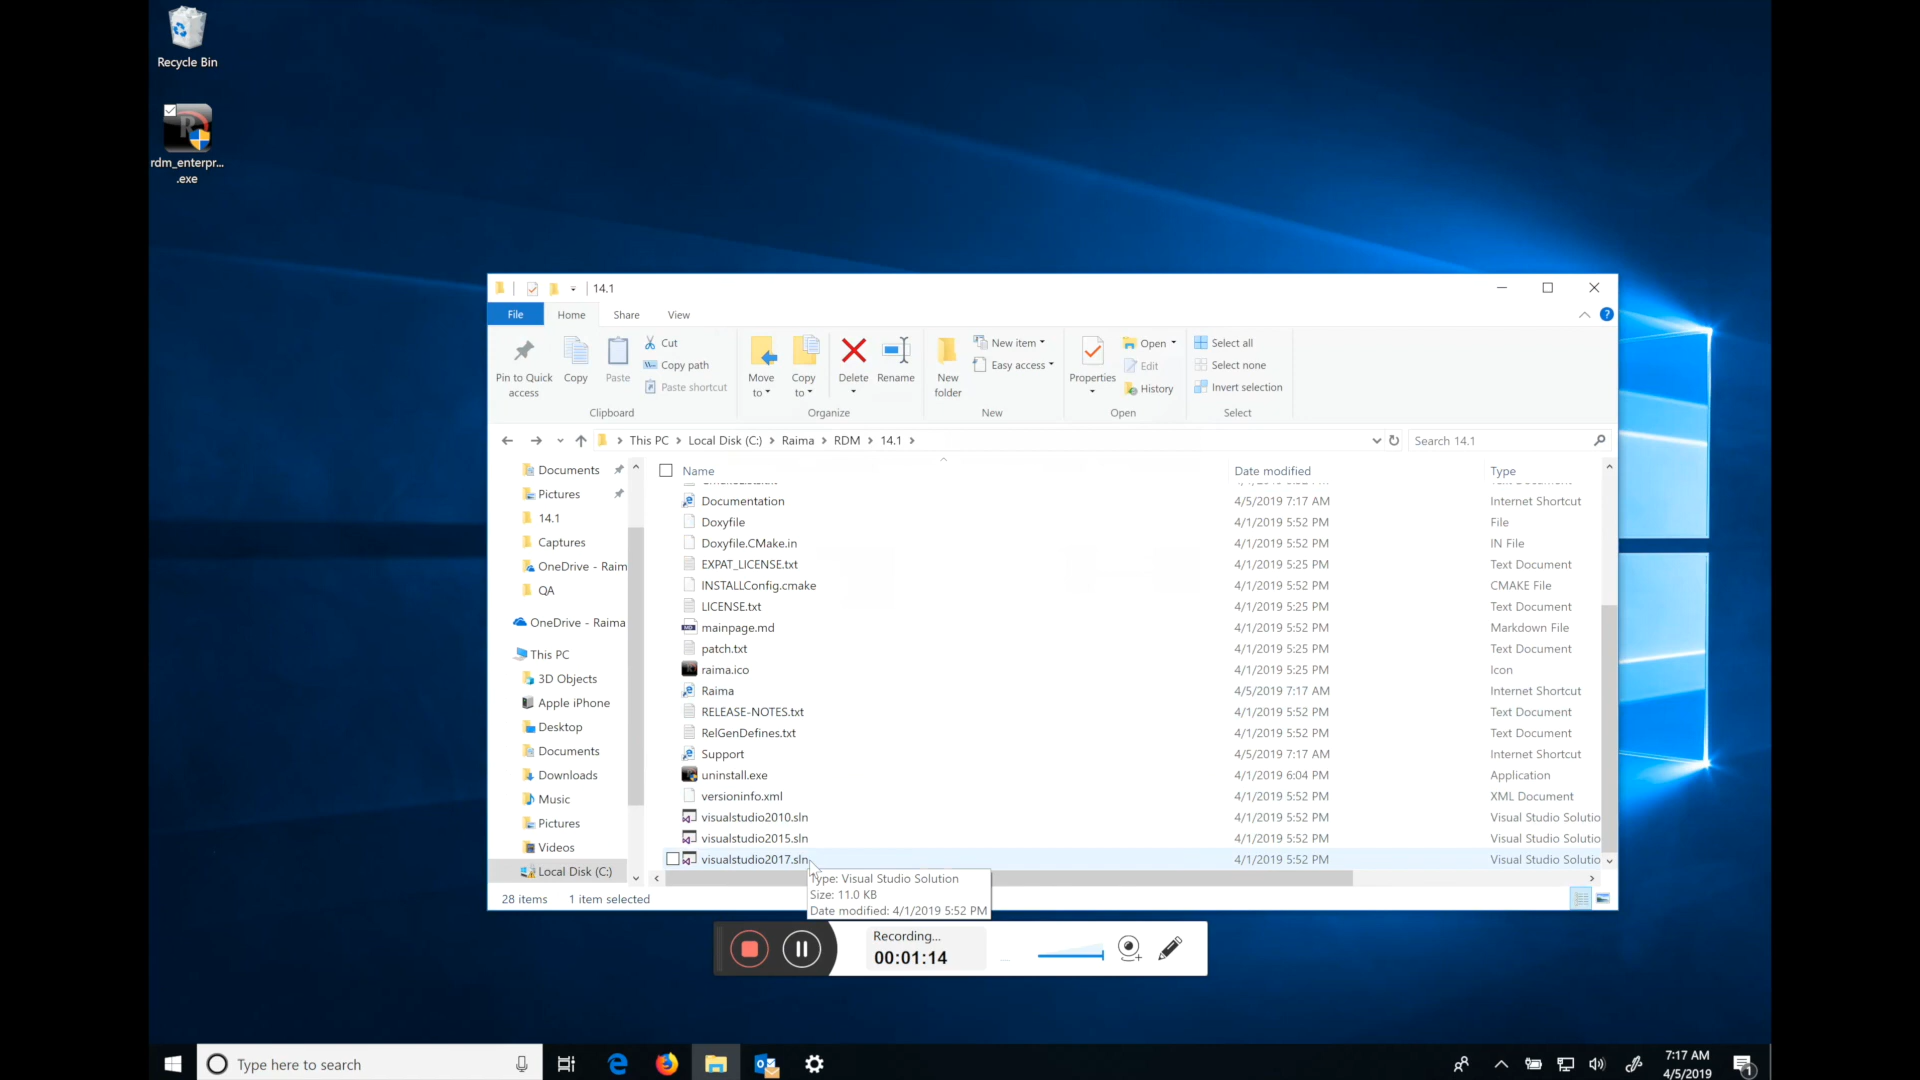 Recycle Bin
rdm_enterpr...
.exe
14.1
File
Home
Share
View
Pin to Quick
access
Copy
Paste
Cut
Copy path
Paste shortcut
Clipboard
Move
to
Copy
to
Delete
Rename
Organize
New
folder
New item
Easy access
New
Properties
Open
Edit
History
Open
Select all
Select none
Invert selection
Select
This PC
Local Disk (C:)
Raima
RDM
14.1
Search 14.1
Documents
Pictures
14.1
Captures
OneDrive - Raim
QA
OneDrive - Raima
This PC
3D Objects
Apple iPhone
Desktop
Documents
Downloads
Music
Pictures
Videos
Local Disk (C:)
Name Date modified Type
Documentation 4/5/2019 7:17 AM Internet Shortcut
Doxyfile 4/1/2019 5:52 PM File
Doxyfile.CMake.in 4/1/2019 5:52 PM IN File
EXPAT_LICENSE.txt 4/1/2019 5:25 PM Text Document
INSTALLConfig.cmake 4/1/2019 5:52 PM CMAKE File
LICENSE.txt 4/1/2019 5:25 PM Text Document
mainpage.md 4/1/2019 5:52 PM Markdown File
patch.txt 4/1/2019 5:25 PM Text Document
raima.ico 4/1/2019 5:25 PM Icon
Raima 4/5/2019 7:17 AM Internet Shortcut
RELEASE-NOTES.txt 4/1/2019 5:52 PM Text Document
RelGenDefines.txt 4/1/2019 5:52 PM Text Document
Support 4/5/2019 7:17 AM Internet Shortcut
uninstall.exe 4/1/2019 6:04 PM Application
versioninfo.xml 4/1/2019 5:52 PM XML Document
visualstudio2010.sln 4/1/2019 5:52 PM Visual Studio Solutio
visualstudio2015.sln 4/1/2019 5:52 PM Visual Studio Solutio
visualstudio2017.sln 4/1/2019 5:52 PM Visual Studio Solutio
Type: Visual Studio Solution
Size: 11.0 KB
Date modified: 4/1/2019 5:52 PM
28 items 1 item selected
Recording...
00:01:14
Type here to search
7:17 AM
4/5/2019
1